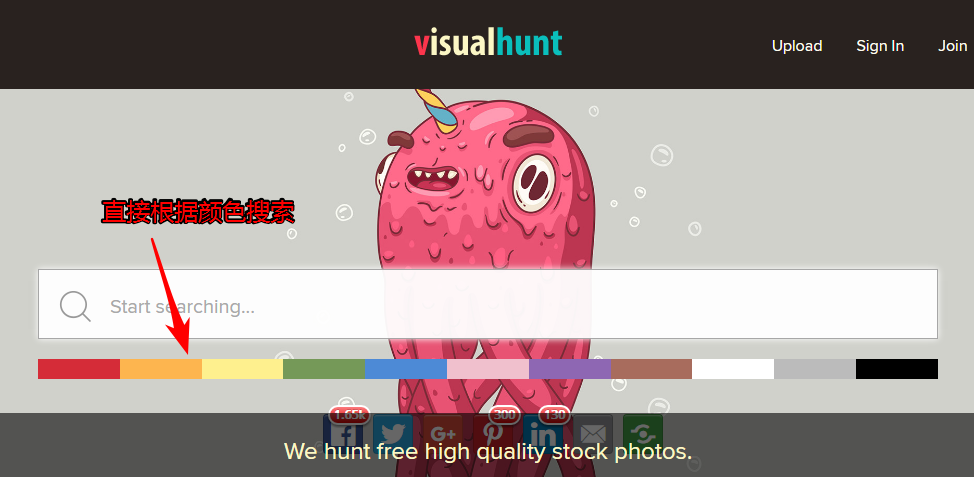 visualhunt
Upload Sign In Join
直接根据颜色搜索
Start searching...
1.65k 300 130
We hunt free high quality stock photos.